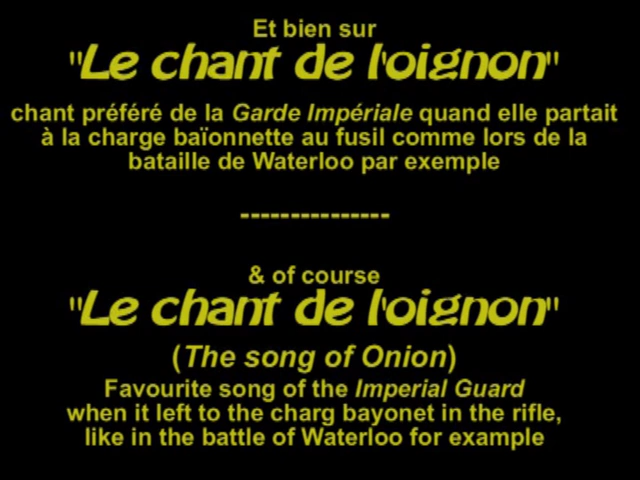 Et bien sur
"Le chant de l'oignon"
chant préféré de la Garde Impériale quand elle partait
à la charge baïonnette au fusil comme lors de la
bataille de Waterloo par exemple
---------------
& of course
"Le chant de l'oignon"
(The song of Onion)
Favourite song of the Imperial Guard
when it left to the charg bayonet in the rifle,
like in the battle of Waterloo for example